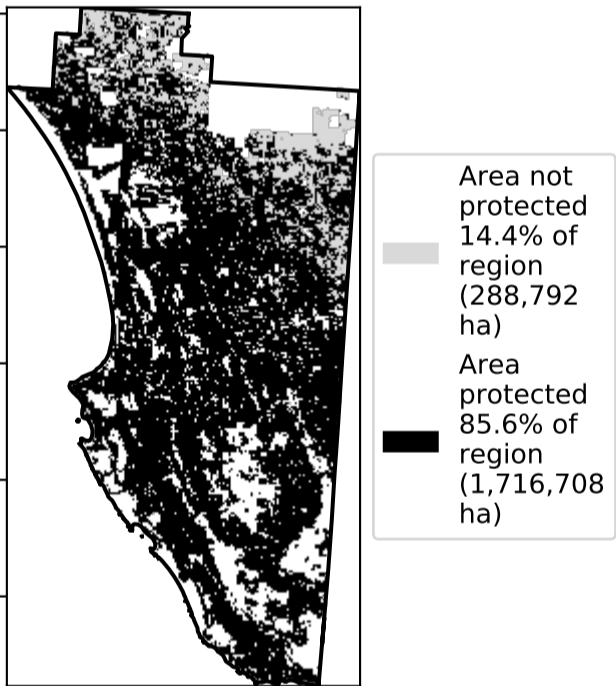 Area not
protected
14.4% of
region
(288,792
ha)
Area
protected
85.6% of
region
(1,716,708
ha)